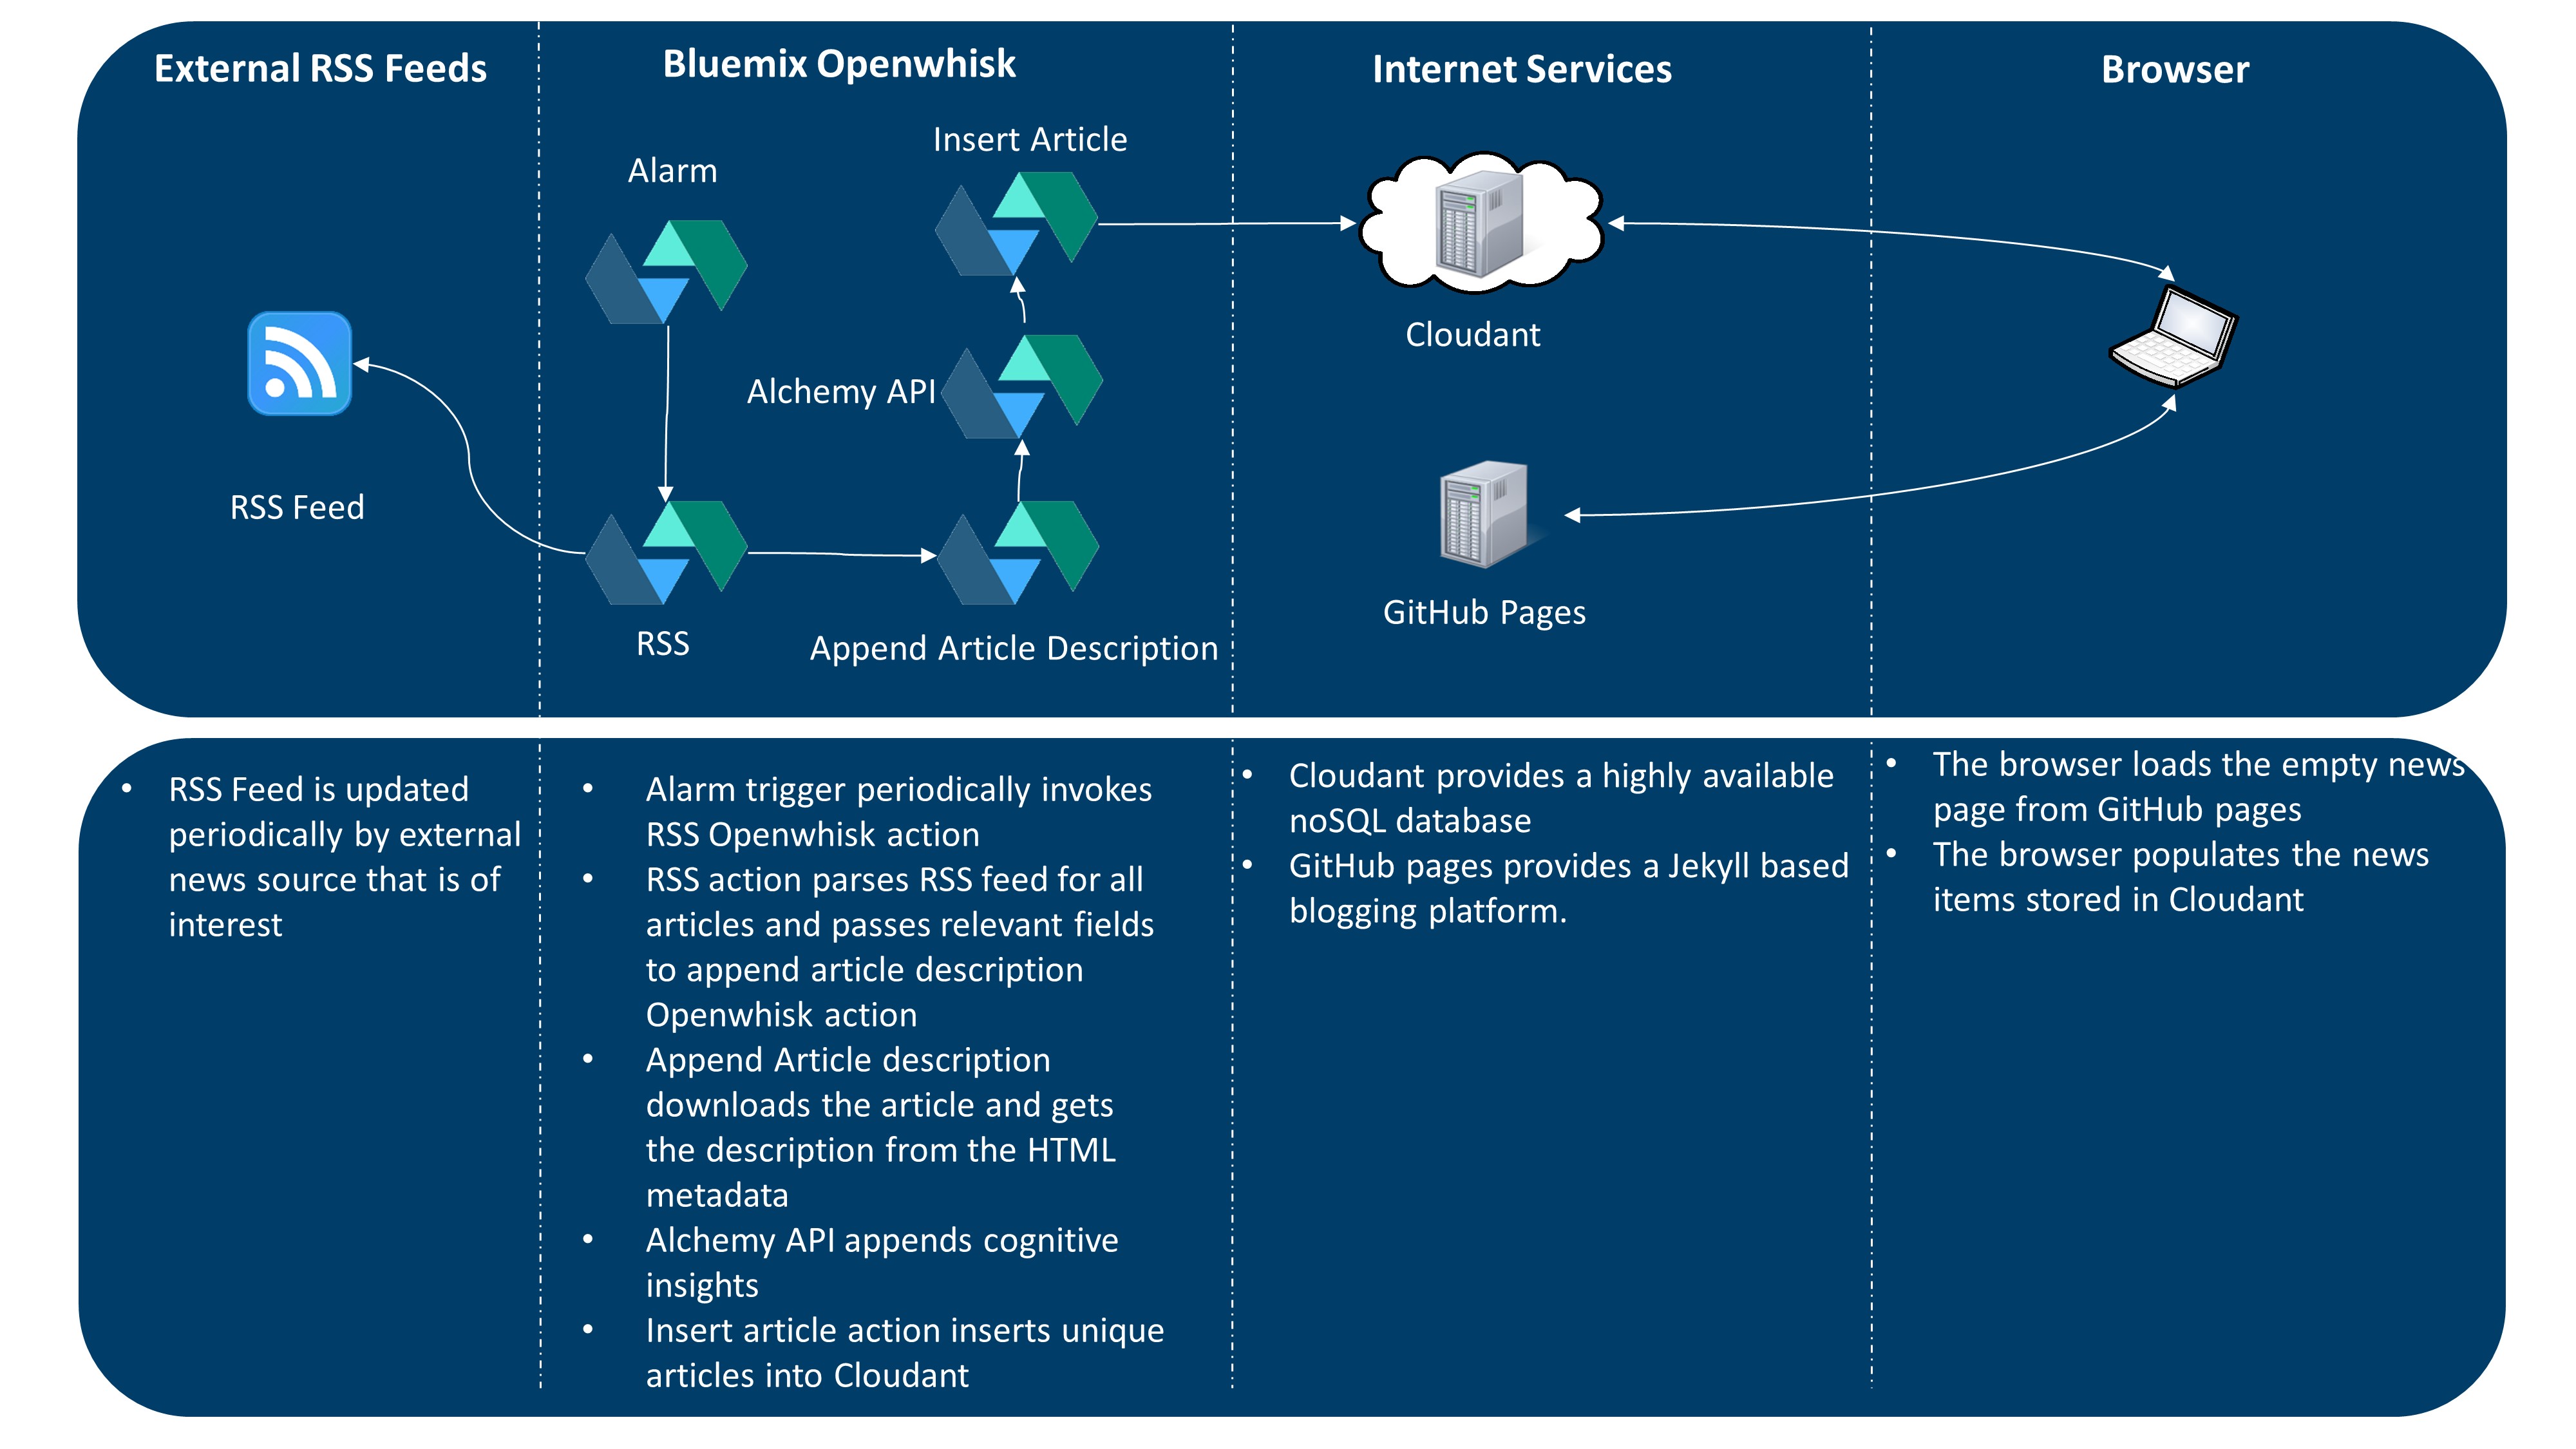 External RSS Feeds
Bluemix Openwhisk
Internet Services
Browser
Insert Article
Alarm
Cloudant
Alchemy API
RSS Feed
GitHub Pages
RSS
Append Article Description
• RSS Feed is updated
periodically by external
news source that is of
interest
• Alarm trigger periodically invokes
RSS Openwhisk action
• RSS action parses RSS feed for all
articles and passes relevant fields
to append article description
Openwhisk action
• Append Article description
downloads the article and gets
the description from the HTML
metadata
• Alchemy API appends cognitive
insights
• Insert article action inserts unique
articles into Cloudant
• Cloudant provides a highly available
noSQL database
• GitHub pages provides a Jekyll based
blogging platform.
• The browser loads the empty news
page from GitHub pages
• The browser populates the news
items stored in Cloudant